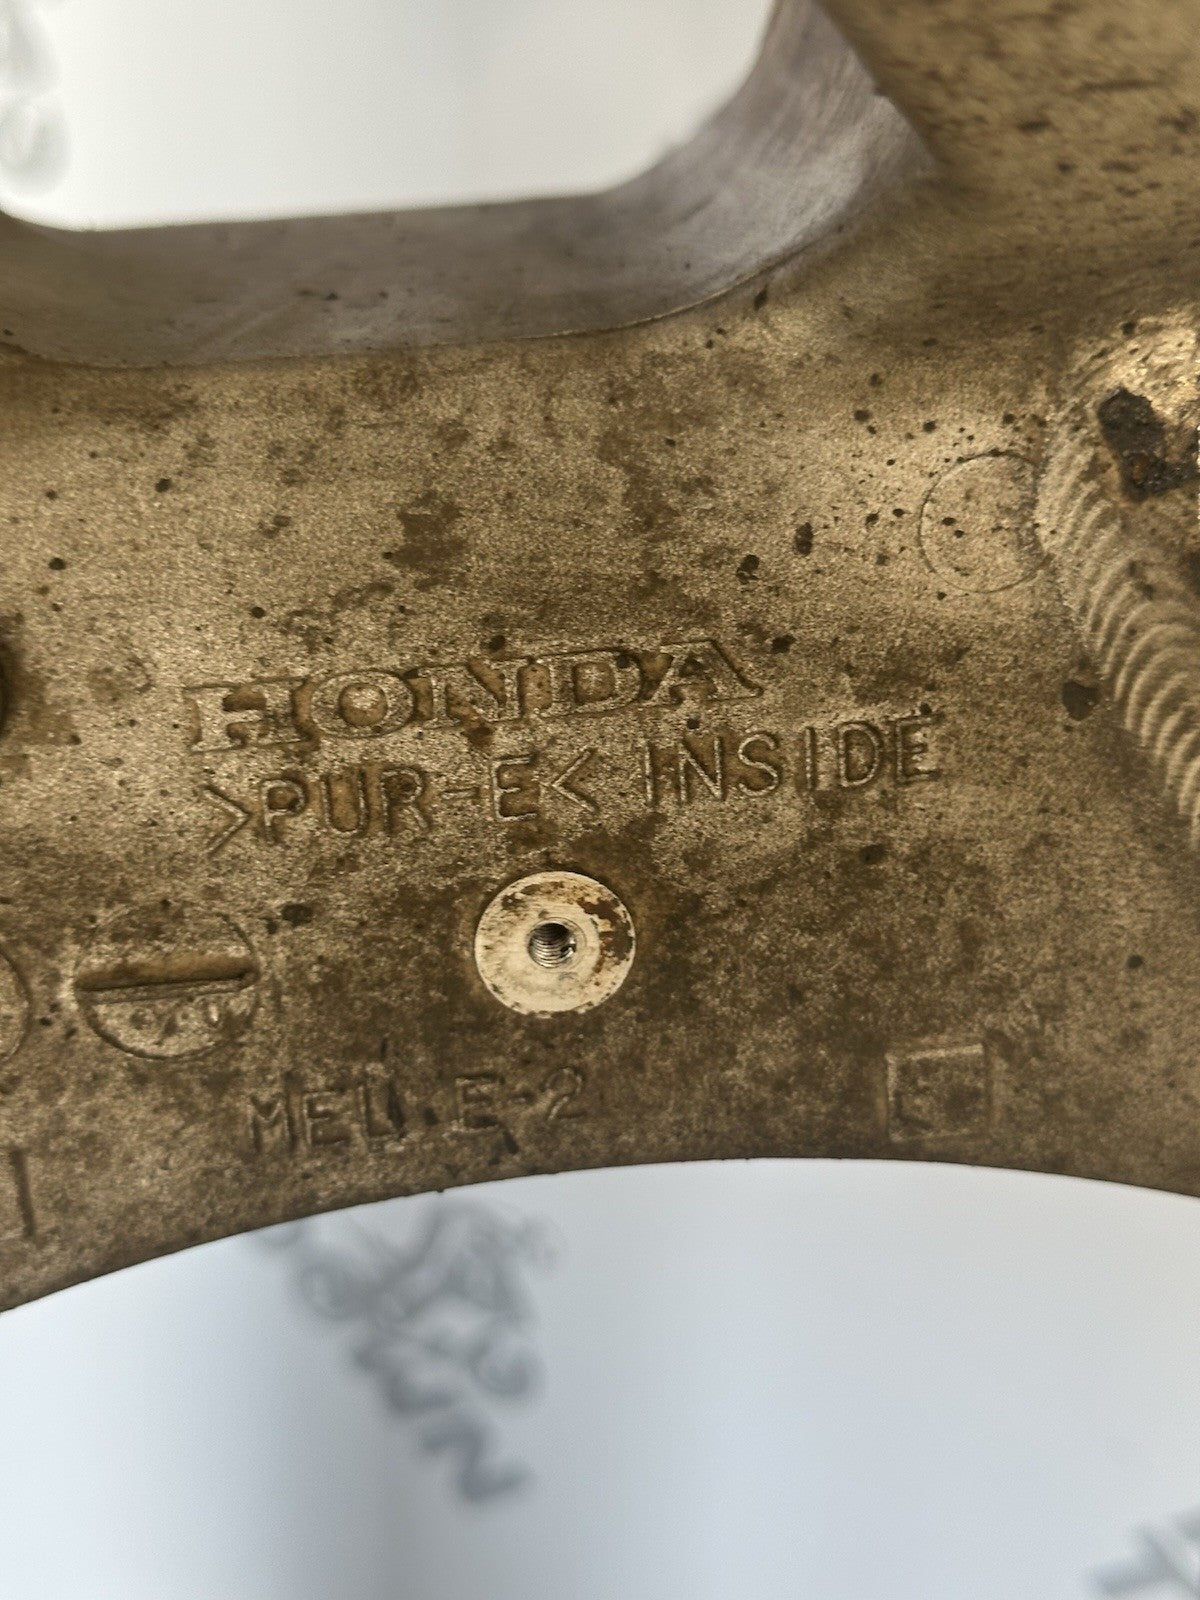 HONDA
>PUR-E< INSIDE
MEL E-2